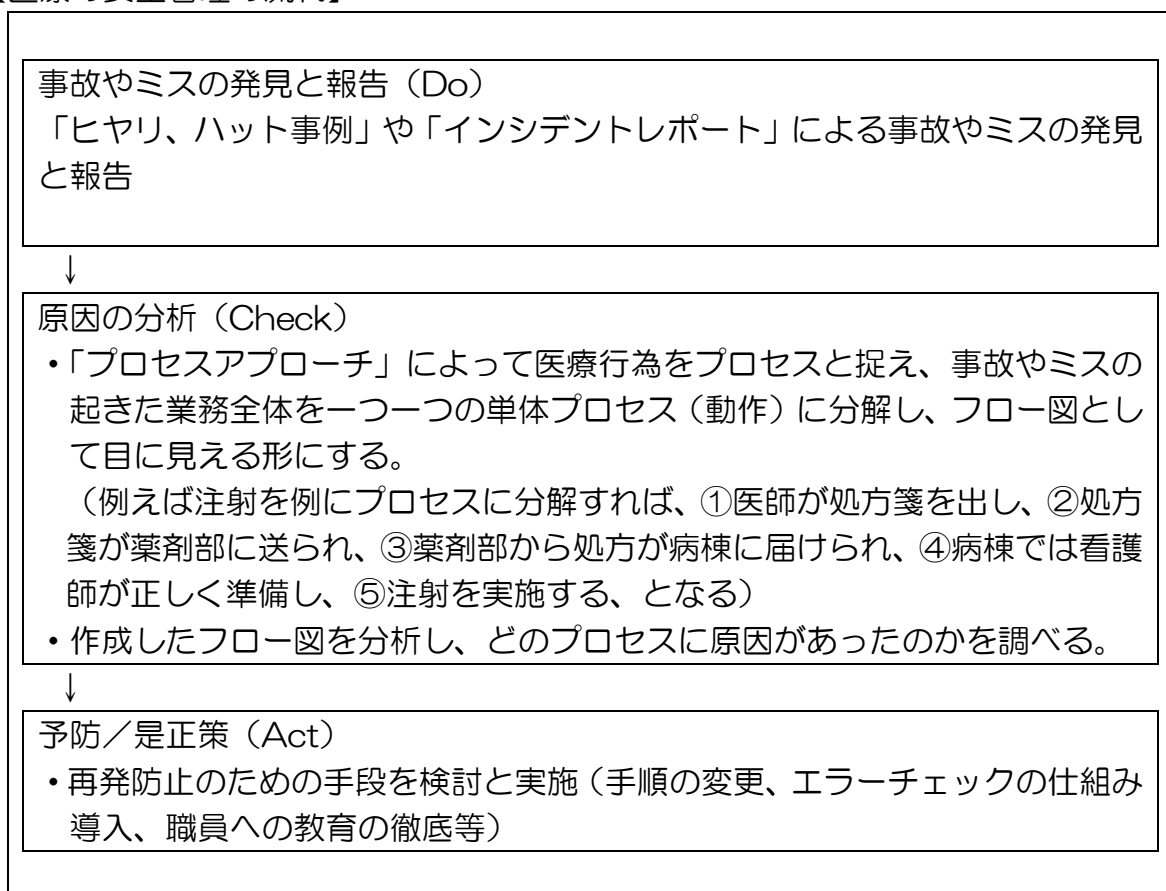 事故やミスの発見と報告（Do）
「ヒヤリ、ハット事例」や「インシデントレポート」による事故やミスの発見
と報告
↓
原因の分析（Check）
・「プロセスアプローチ」によって医療行為をプロセスと捉え、事故やミスの
起きた業務全体を一つ一つの単体プロセス（動作）に分解し、フロー図とし
て目に見える形にする。
（例えば注射を例にプロセスに分解すれば、①医師が処方箋を出し、②処方
箋が薬剤部に送られ、③薬剤部から処方が病棟に届けられ、④病棟では看護
師が正しく準備し、⑤注射を実施する、となる）
・作成したフロー図を分析し、どのプロセスに原因があったのかを調べる。
↓
予防／是正策（Act）
・再発防止のための手段を検討と実施（手順の変更、エラーチェックの仕組み
導入、職員への教育の徹底等）